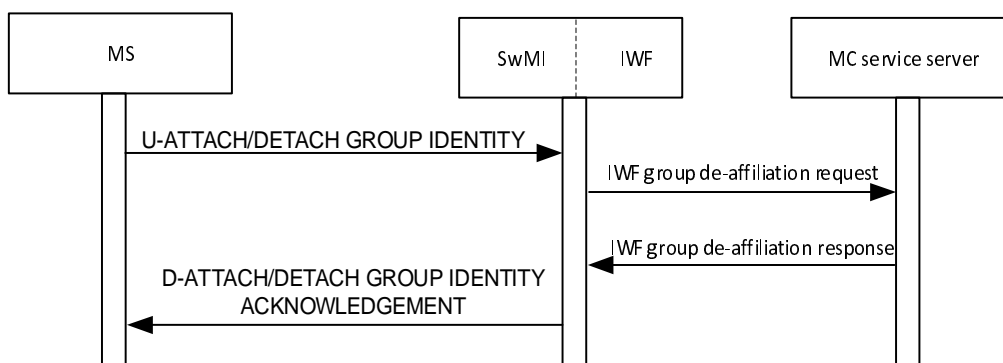 MS
SwMI
IWF
MC service server
U-ATTACH/DETACH GROUP IDENTITY
IWF group de-affiliation request
IWF group de-affiliation response
D-ATTACH/DETACH GROUP IDENTITY
ACKNOWLEDGEMENT